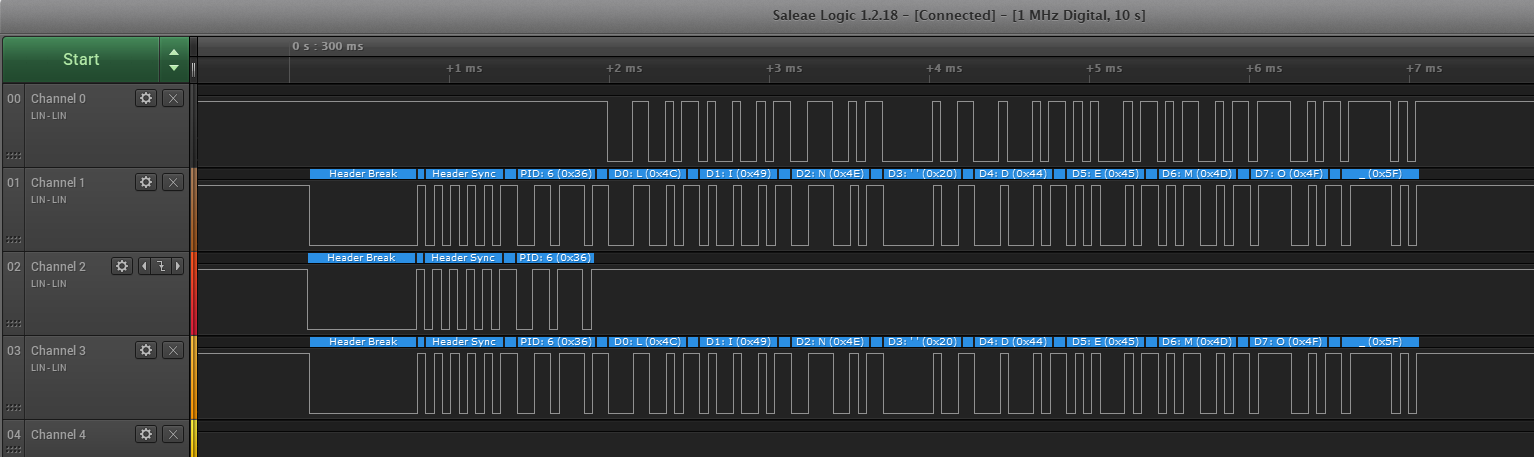 Saleae Logic 1.2.18 - [Connected] - [1 MHz Digital, 10 s]
Start
0 s : 300 ms
+1 ms +2 ms +3 ms +4 ms +5 ms +6 ms +7 ms
00 Channel 0
LIN-LIN
01 Channel 1
LIN-LIN
Header Break Header Sync PID: 6 (0x36) D0: L (0x4C) D1: I (0x49) D2: N (0x4E) D3: ' ' (0x20) D4: D (0x44) D5: E (0x45) D6: M (0x4D) D7: O (0x4F) _ (0x5F)
02 Channel 2
LIN-LIN
Header Break Header Sync PID: 6 (0x36)
03 Channel 3
LIN-LIN
Header Break Header Sync PID: 6 (0x36) D0: L (0x4C) D1: I (0x49) D2: N (0x4E) D3: ' ' (0x20) D4: D (0x44) D5: E (0x45) D6: M (0x4D) D7: O (0x4F) _ (0x5F)
04 Channel 4